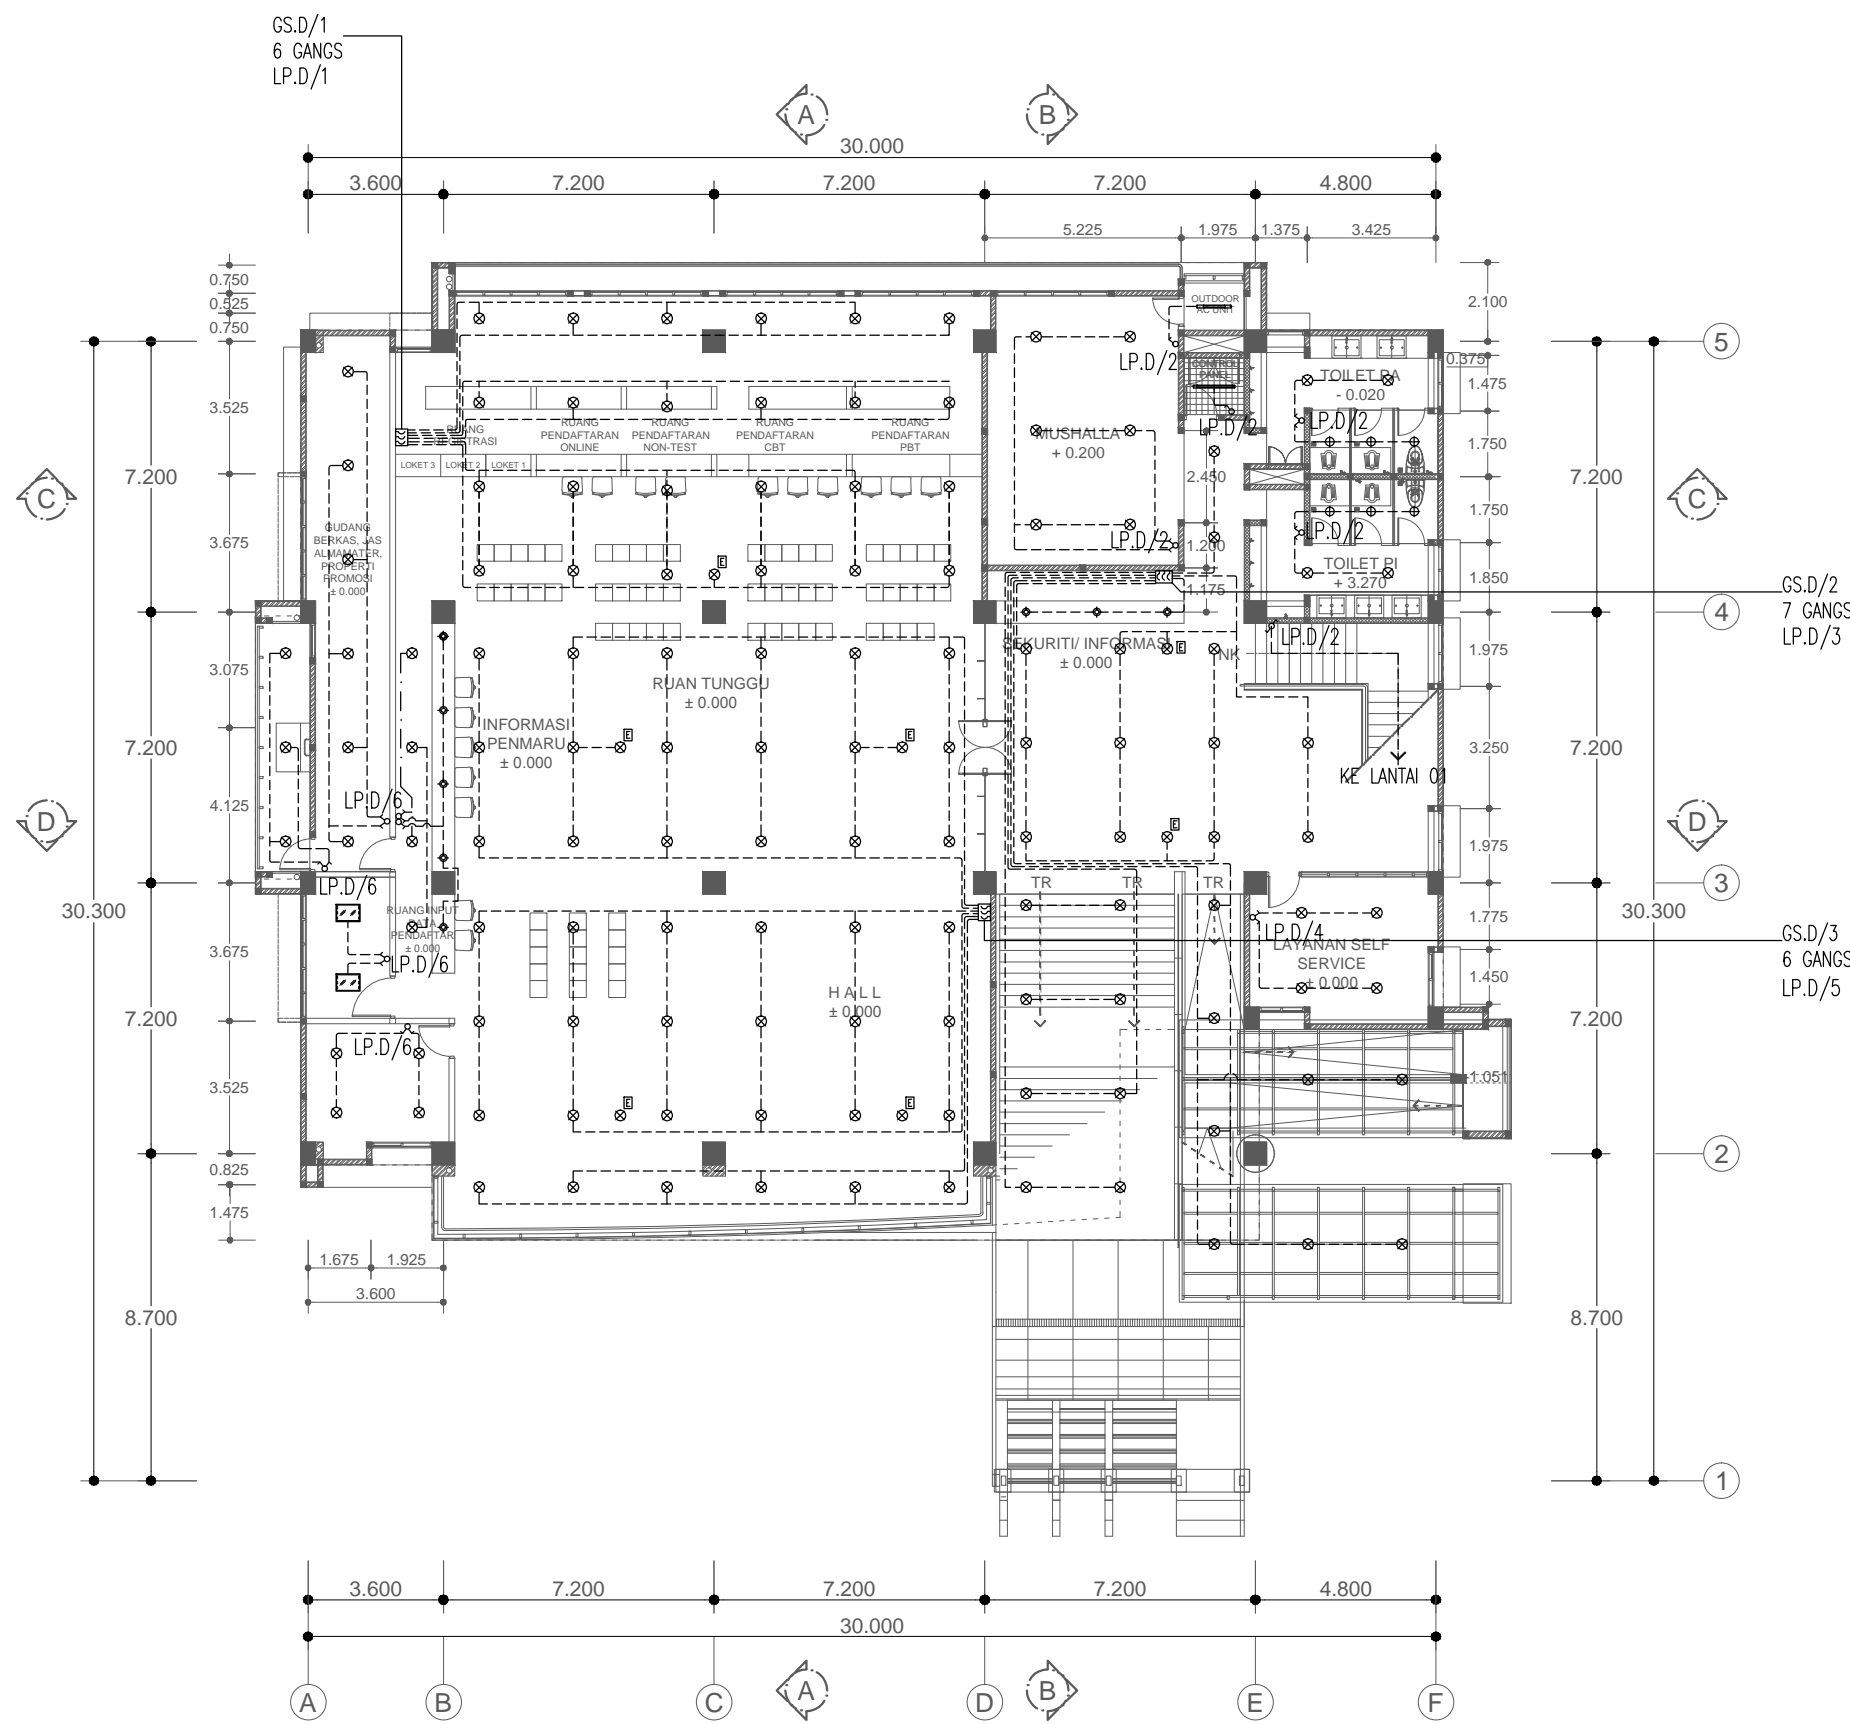 GS.D/1
6 GANGS
LP.D/1
A
B
30.000
3.600
7.200
7.200
7.200
4.800
5.225
1.975
1.375
3.425
0.750
0.525
0.750
2.100
OUTDOOR
AC UNIT
5
LP.D/2
CONTROL
PANEL
TOILET PA
- 0.020
0.375
1.475
3.525
LP.D/2
LP.D/2
RUANG
REGISTRASI
RUANG
PENDAFTARAN
ONLINE
RUANG
PENDAFTARAN
NON-TEST
RUANG
PENDAFTARAN
CBT
RUANG
PENDAFTARAN
PBT
MUSHALLA
+ 0.200
1.750
LOKET 3
LOKET 2
LOKET 1
7.200
2.450
7.200
C
C
1.750
GUDANG
BERKAS, JAS
ALMAMATER,
PROPERTI
PROMOSI
± 0.000
3.675
E
LP.D/2
1.200
LP.D/2
TOILET PI
+ 3.270
1.850
1.175
GS.D/2
7 GANGS
LP.D/3
4
LP.D/2
SEKURITI/ INFORMASI
± 0.000
E
NK
1.975
3.075
RUAN TUNGGU
± 0.000
INFORMASI
PENMARU
± 0.000
E
E
7.200
3.250
7.200
KE LANTAI 01
4.125
LP.D/6
D
E
D
1.975
LP.D/6
TR
TR
TR
3
30.300
RUANG INPUT
DATA
PENDAFTAR
± 0.000
1.775
30.300
LP.D/4
LAYANAN SELF
SERVICE
± 0.000
GS.D/3
6 GANGS
LP.D/5
3.675
LP.D/6
1.450
H A L L
± 0.000
7.200
7.200
LP.D/6
3.525
1.051
E
E
2
0.825
1.475
1.675
1.925
3.600
8.700
8.700
1
3.600
7.200
7.200
7.200
4.800
30.000
A
B
A
B
C
D
E
F